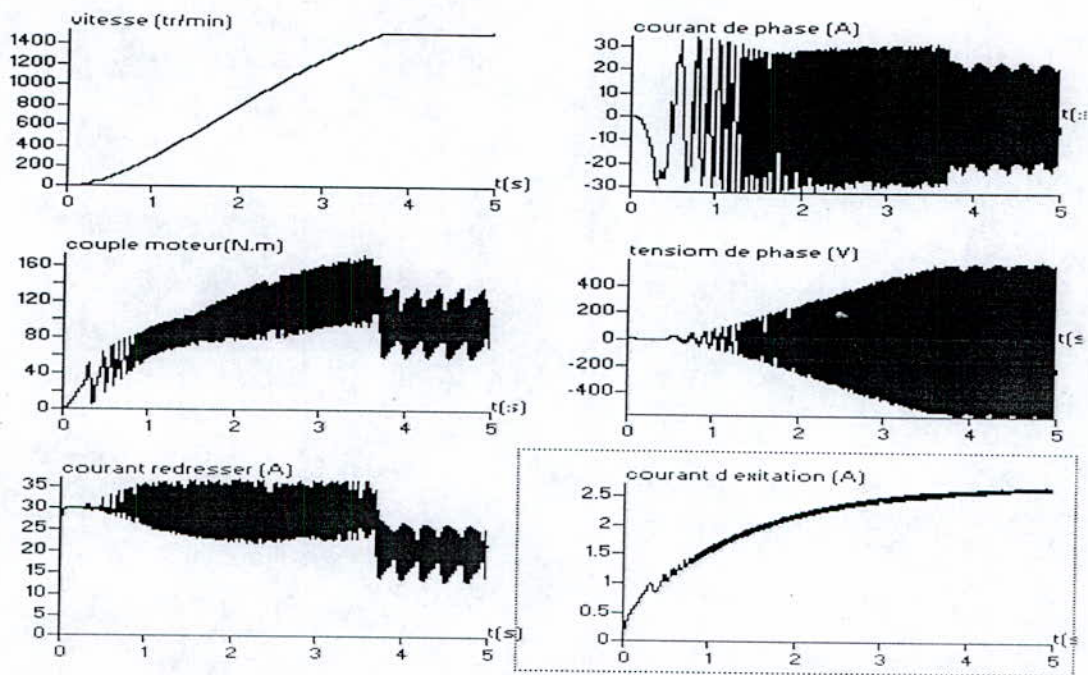 vitesse (tr/min)
1400
1200
1000
800
600
400
200
0
0 1 2 3 4 5
t(s)
courant de phase (A)
30
20
10
0
-10
-20
-30
0 1 2 3 4 5
t(s
couple moteur(N.m)
160
120
80
40
0
0 1 2 3 4 5
t(s)
tensiom de phase (V)
400
200
0
-200
-400
0 1 2 3 4 5
t(s
courant redresser (A)
35
30
25
20
15
10
5
0
0 1 2 3 4 5
t(s)
courant d exitation (A)
2.5
2
1.5
1
0.5
0
0 1 2 3 4 5
t(s